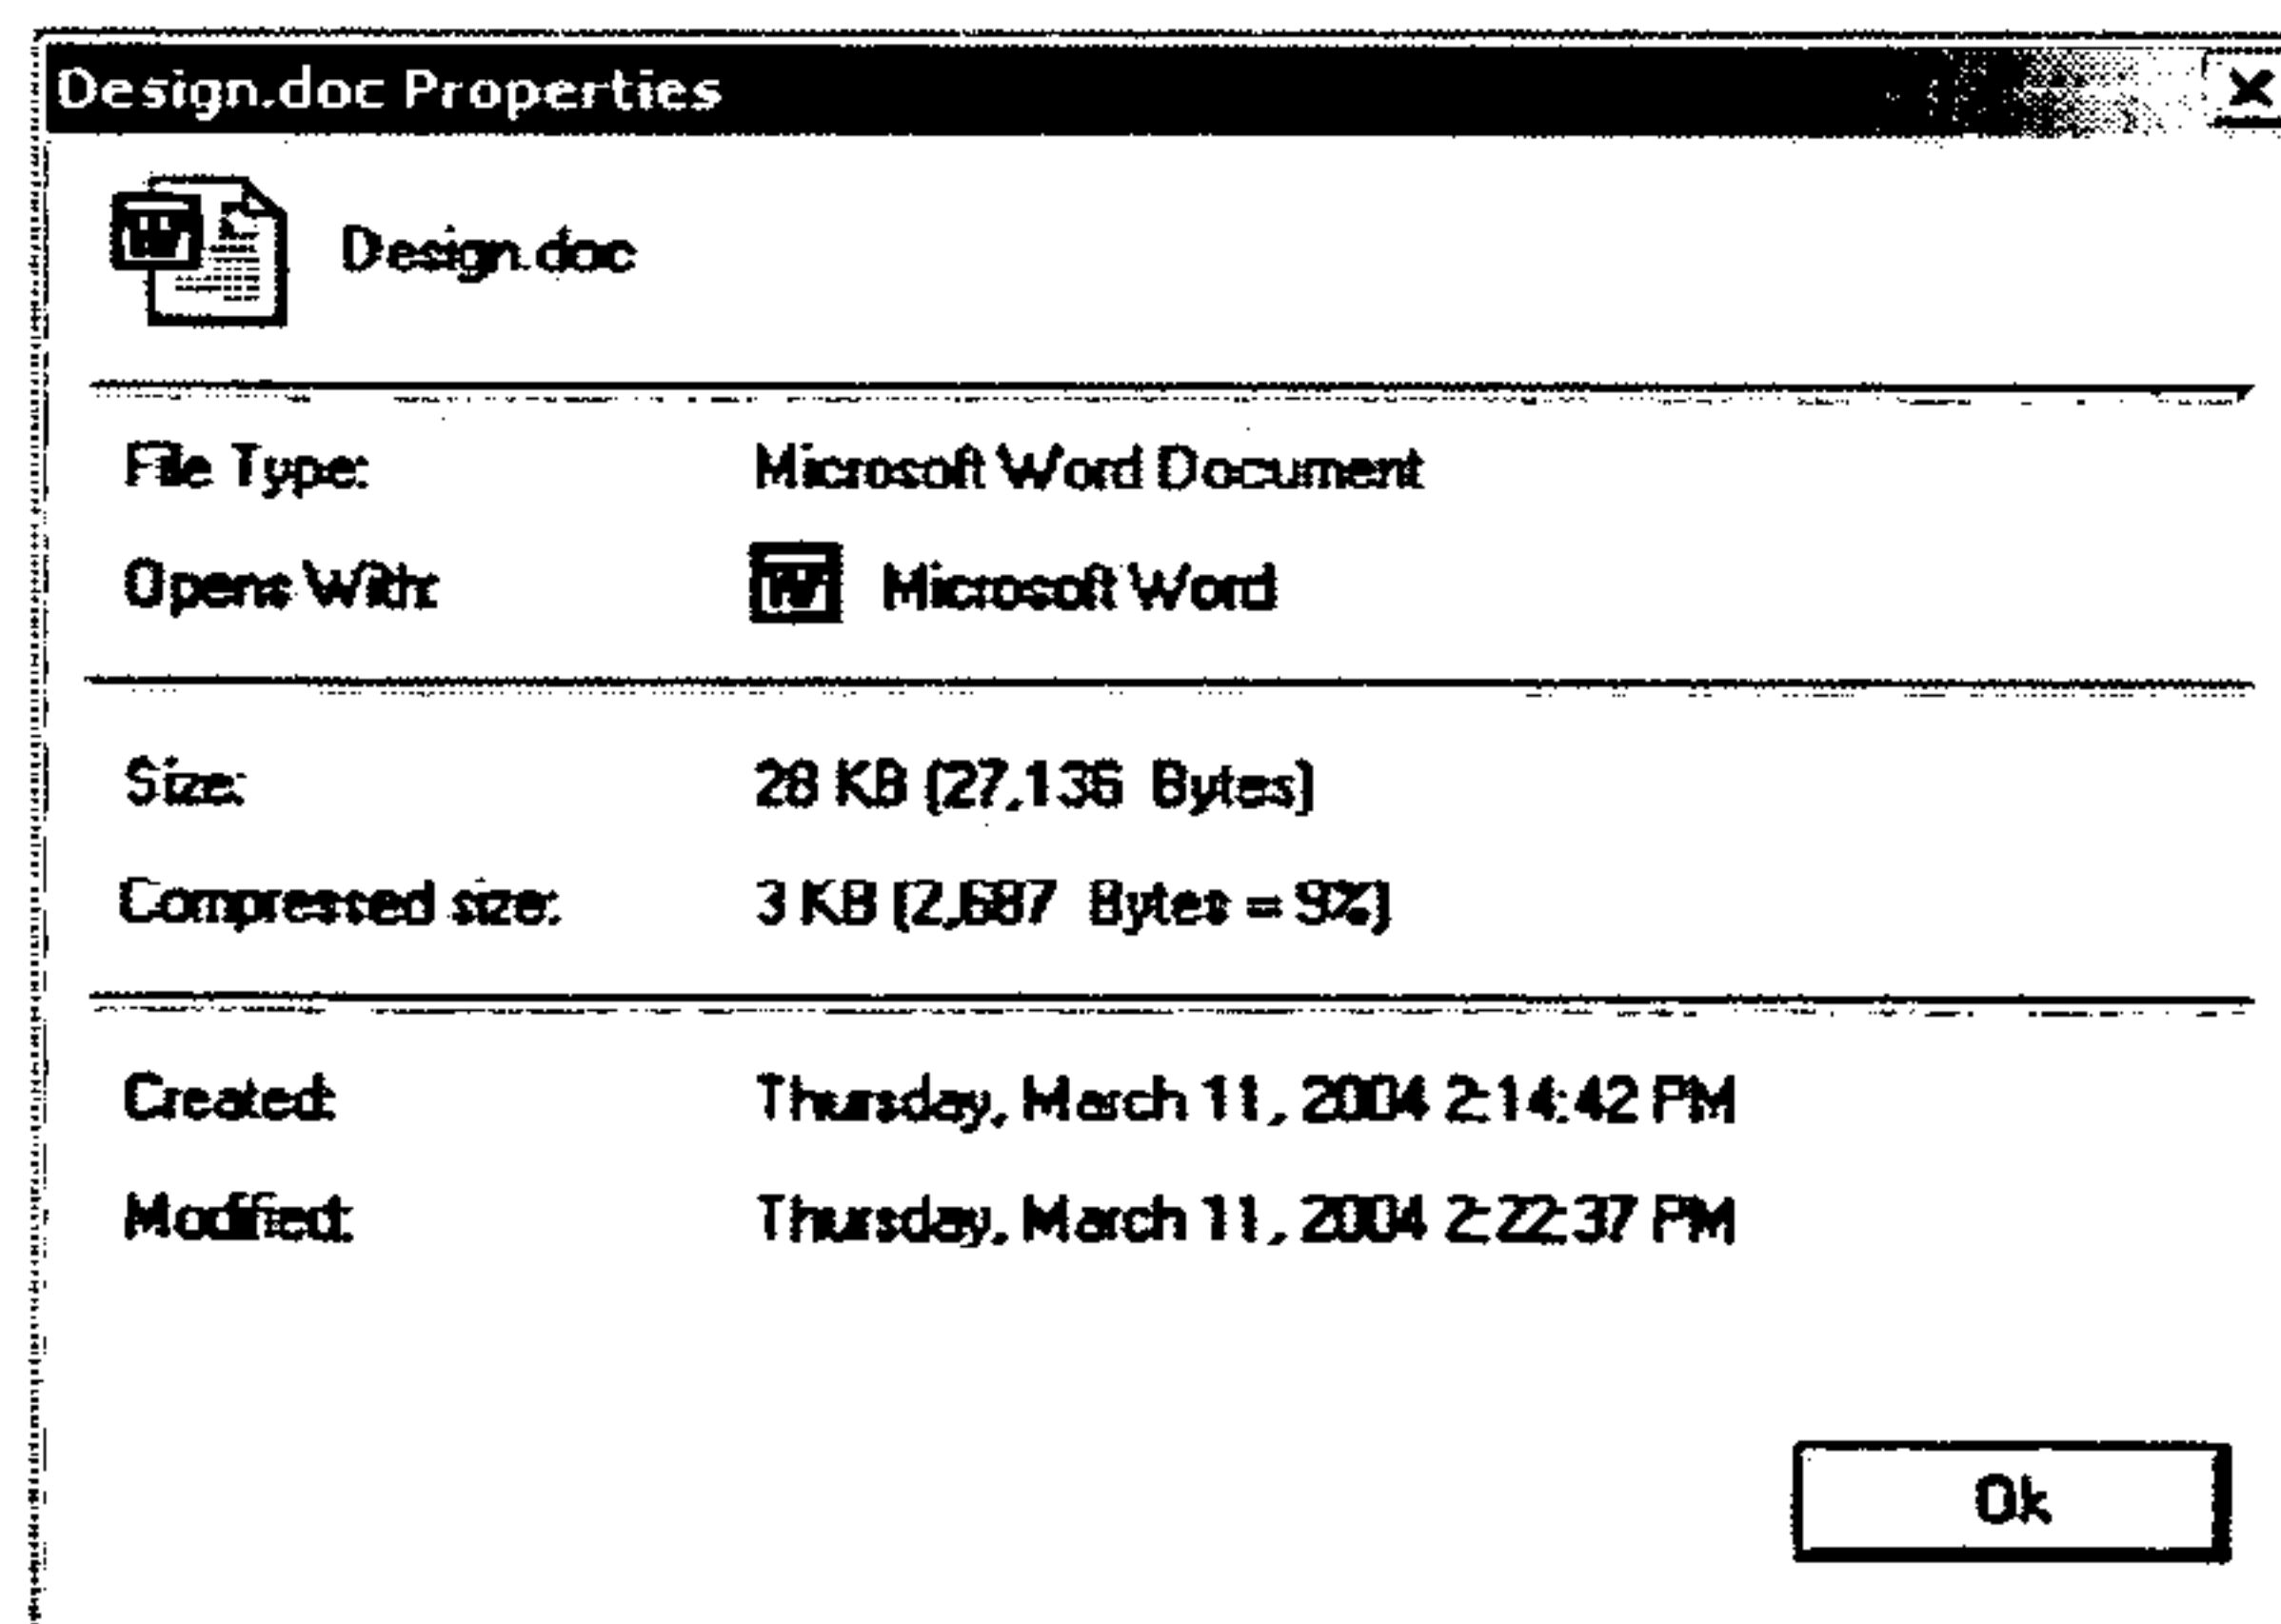 Design.doc Properties
Design.doc
File Type: Microsoft Word Document
Opens With: Microsoft Word
Size: 28 KB (27,136 Bytes)
Compressed size: 3 KB (2,687 Bytes = 9%)
Created: Thursday, March 11, 2004 2:14:42 PM
Modified: Thursday, March 11, 2004 2:22:37 PM
Ok